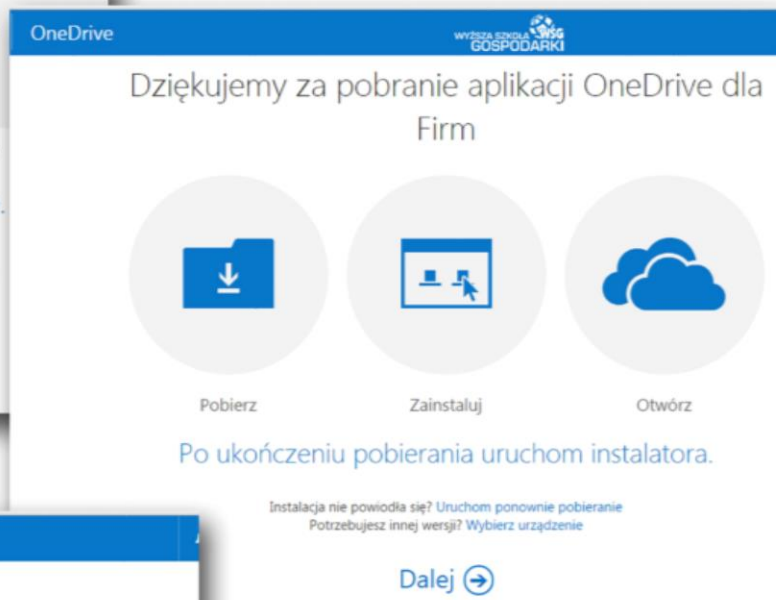 OneDrive
WYŻSZA SZKOŁA WSG
GOSPODARKI
Dziękujemy za pobranie aplikacji OneDrive dla
Firm
Pobierz
Zainstaluj
Otwórz
Po ukończeniu pobierania uruchom instalatora.
Instalacja nie powiodła się? Uruchom ponownie pobieranie
Potrzebujesz innej wersji? Wybierz urządzenie
Dalej